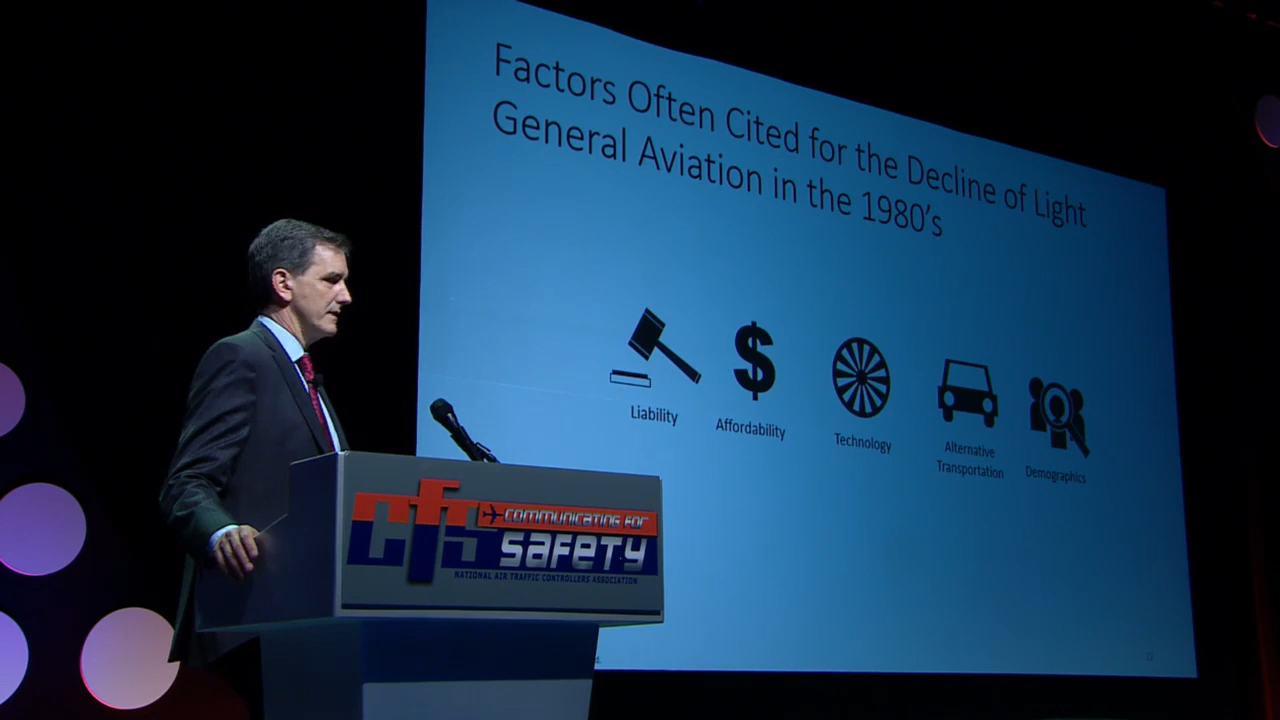 Factors Often Cited for the Decline of Light
General Aviation in the 1980's
Liability
Affordability
Technology
Alternative
Transportation
Demographics
cfs
COMMUNICATING FOR
SAFETY
NATIONAL AIR TRAFFIC CONTROLLERS ASSOCIATION